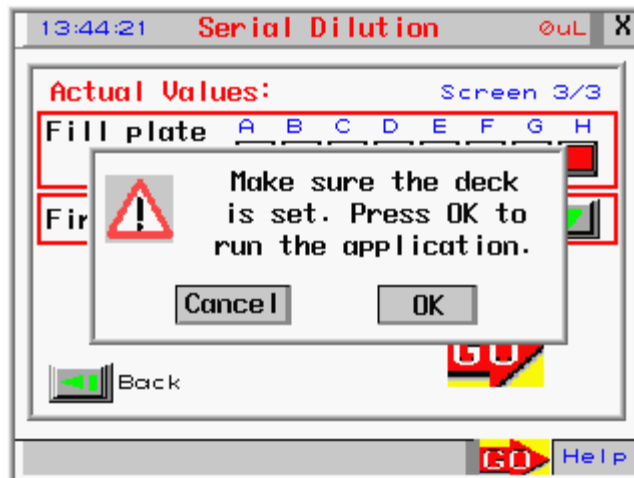 13:44:21 Serial Dilution 0uL X
Actual Values: Screen 3/3
Fill plate A B C D E F G H
Make sure the deck
is set. Press OK to
run the application.
Fir
Cancel OK
GO
Back
GO Help